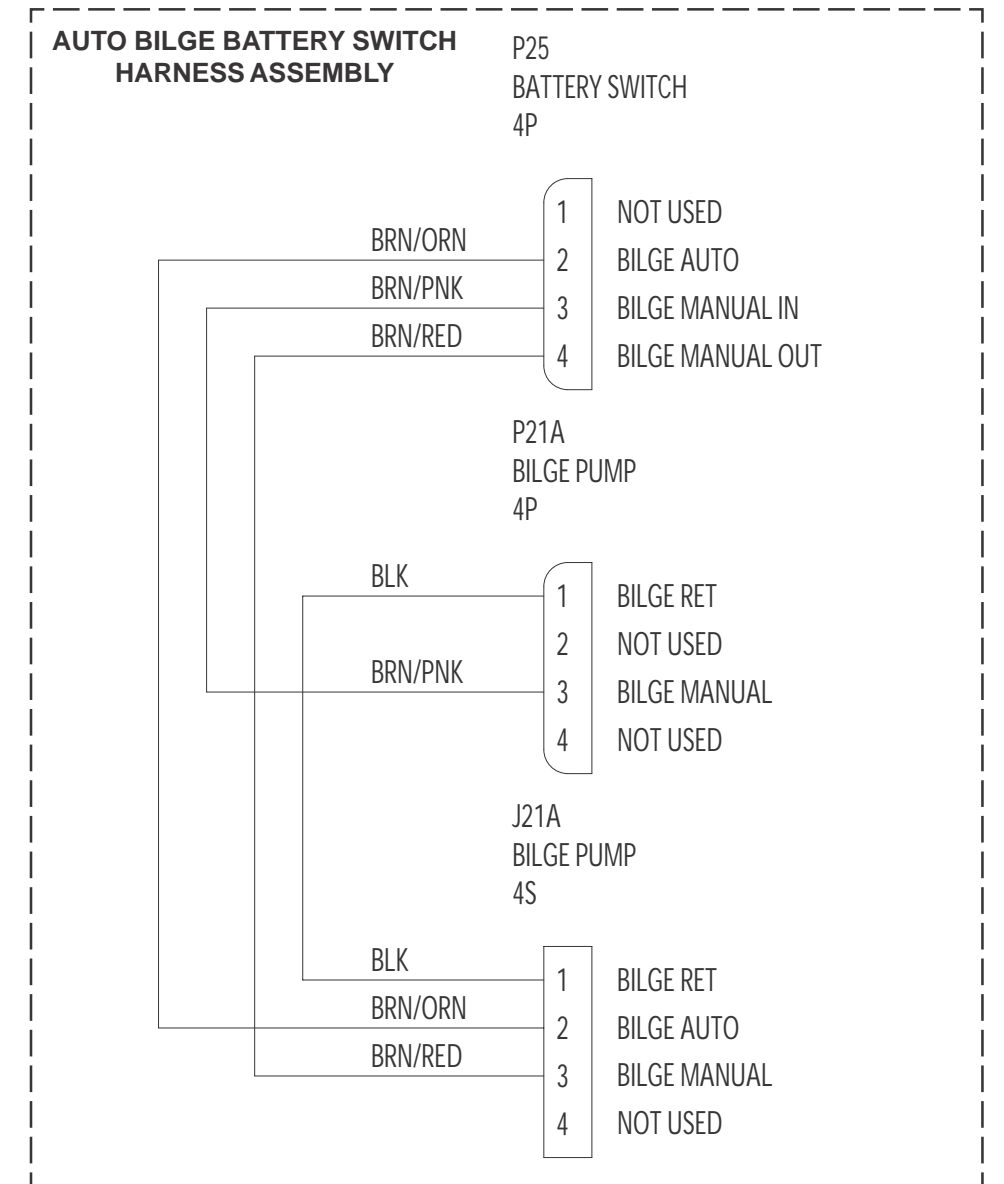 AUTO BILGE BATTERY SWITCH
HARNESS ASSEMBLY
P25
BATTERY SWITCH
4P
1 NOT USED
BRN/ORN 2 BILGE AUTO
BRN/PNK 3 BILGE MANUAL IN
BRN/RED 4 BILGE MANUAL OUT
P21A
BILGE PUMP
4P
BLK 1 BILGE RET
2 NOT USED
BRN/PNK 3 BILGE MANUAL
4 NOT USED
J21A
BILGE PUMP
4S
BLK 1 BILGE RET
BRN/ORN 2 BILGE AUTO
BRN/RED 3 BILGE MANUAL
4 NOT USED